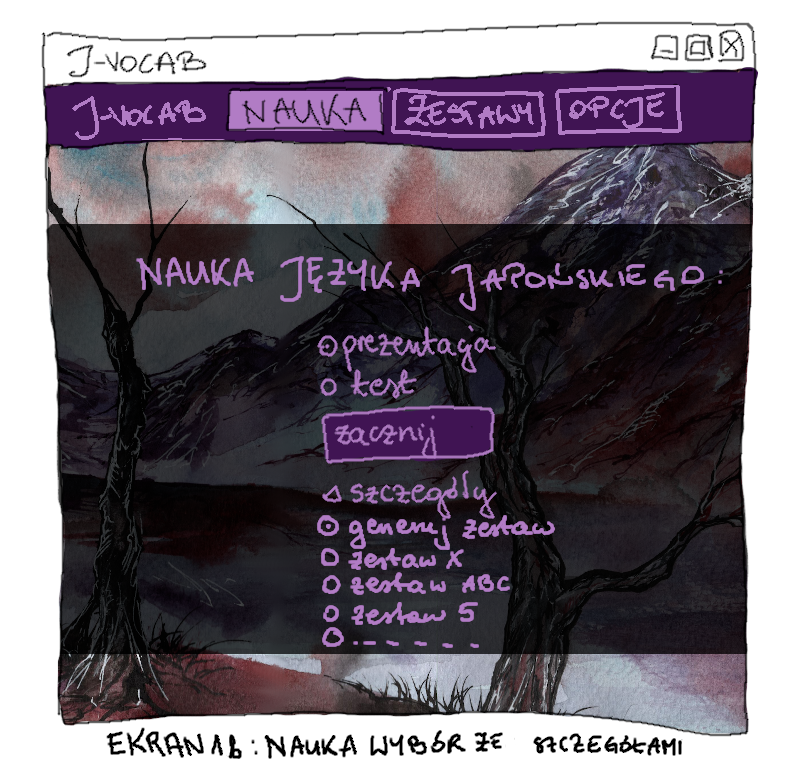 J-VOCAB
J-VOCAB NAUKA ZESTAWY OPCJE
NAUKA JĘZYKA JAPOŃSKIEGO:
prezentacja
test
zacznij
szczegóły
generuj zestaw
zestaw X
zestaw ABC
zestaw 5
.-----
EKRAN 1B: NAUKA WYBÓR ZE SZCZEGÓŁAMI